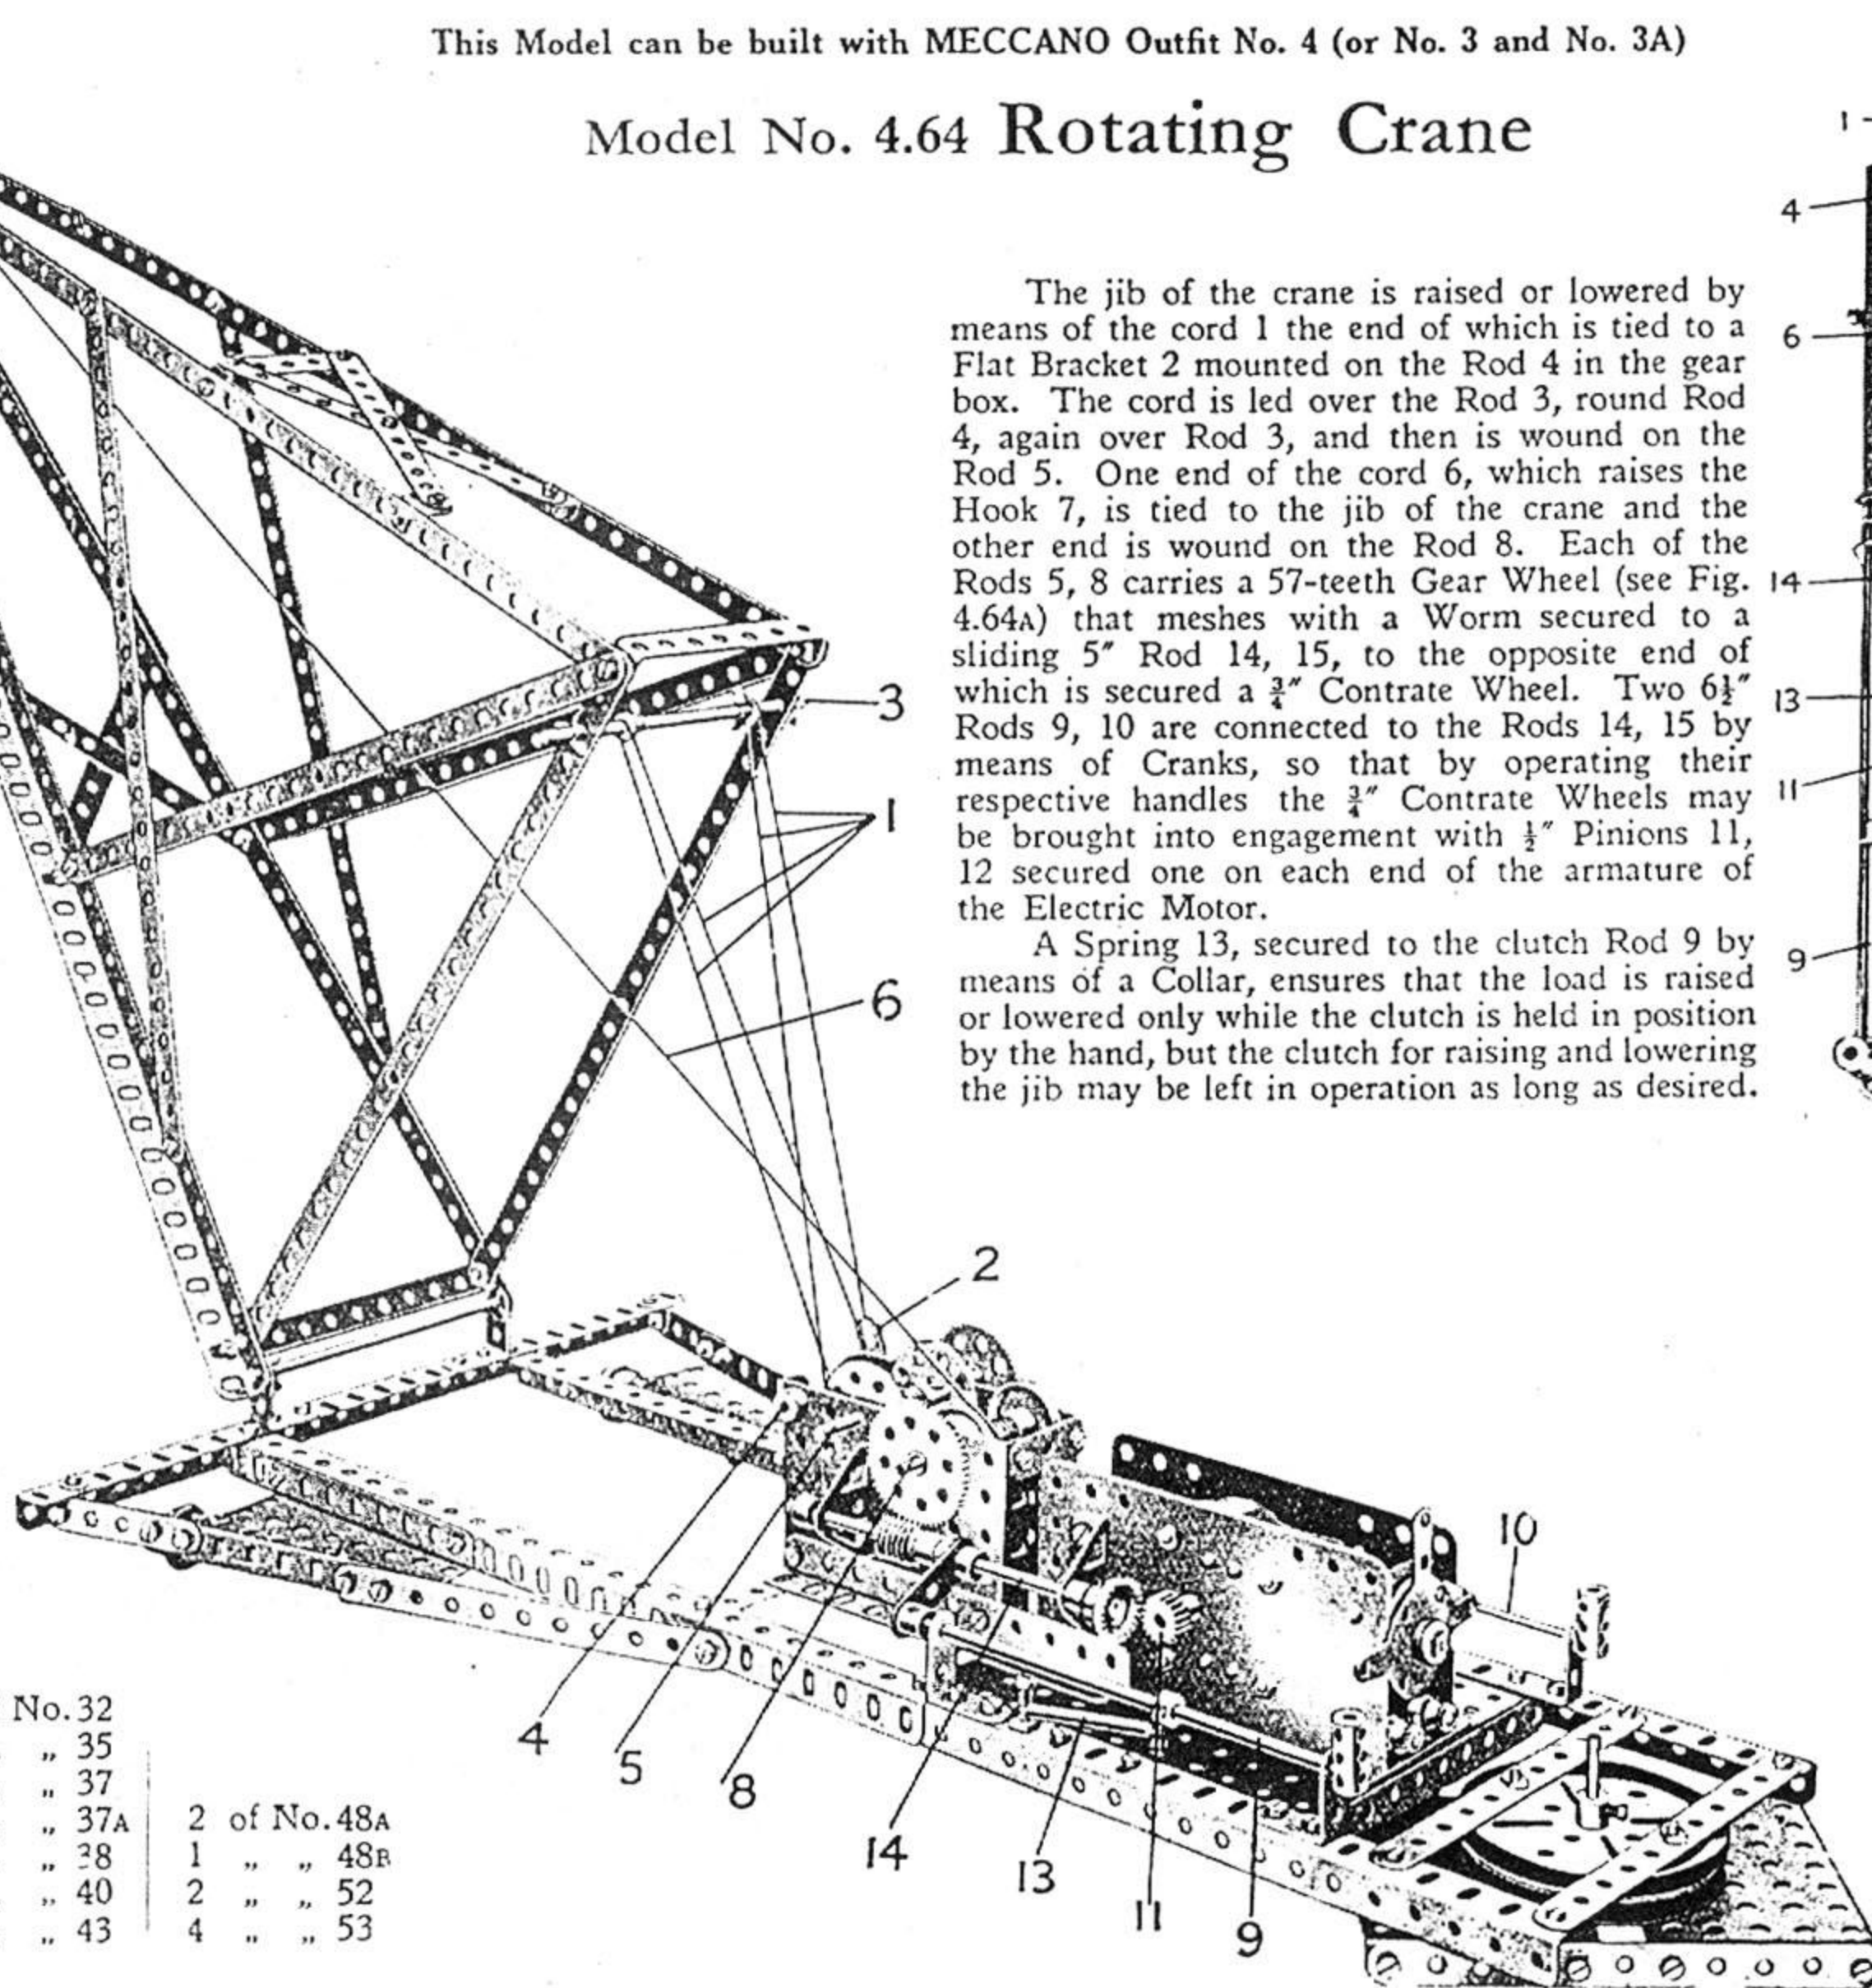 This Model can be built with MECCANO Outfit No. 4 (or No. 3 and No. 3A)
Model No. 4.64 Rotating Crane
The jib of the crane is raised or lowered by
means of the cord 1 the end of which is tied to a
Flat Bracket 2 mounted on the Rod 4 in the gear
box. The cord is led over the Rod 3, round Rod
4, again over Rod 3, and then is wound on the
Rod 5. One end of the cord 6, which raises the
Hook 7, is tied to the jib of the crane and the
other end is wound on the Rod 8. Each of the
Rods 5, 8 carries a 57-teeth Gear Wheel (see Fig.
4.64A) that meshes with a Worm secured to a
sliding 5″ Rod 14, 15, to the opposite end of
which is secured a ¾″ Contrate Wheel. Two 6½″
Rods 9, 10 are connected to the Rods 14, 15 by
means of Cranks, so that by operating their
respective handles the ¾″ Contrate Wheels may
be brought into engagement with ½″ Pinions 11,
12 secured one on each end of the armature of
the Electric Motor.
A Spring 13, secured to the clutch Rod 9 by
means of a Collar, ensures that the load is raised
or lowered only while the clutch is held in position
by the hand, but the clutch for raising and lowering
the jib may be left in operation as long as desired.
1
4
6
14
13
11
9
3
1
6
2
10
4
5
8
14
13
11
9
No. 32
„ 35
„ 37
„ 37A
„ 38
„ 40
„ 43
2 of No. 48A
1 „ „ 48B
2 „ „ 52
4 „ „ 53